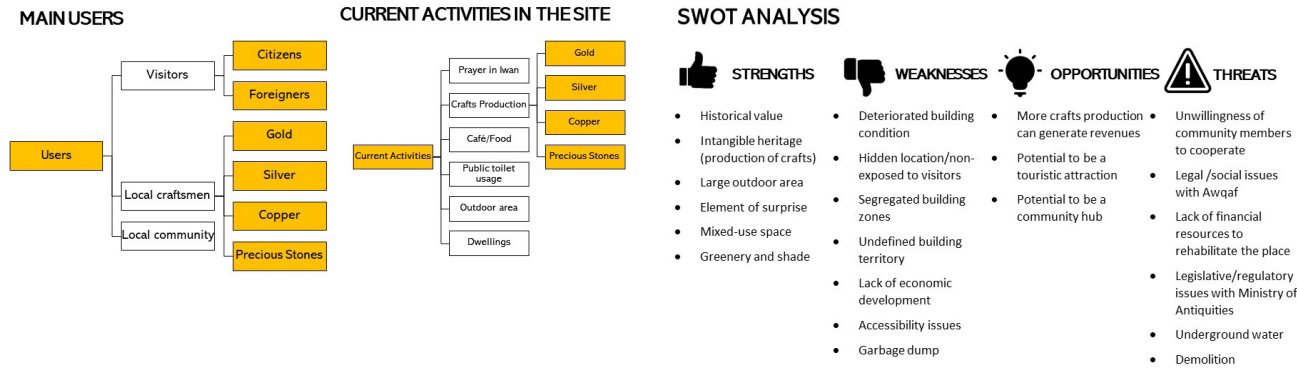 MAIN USERS
Users
Visitors
Citizens
Foreigners
Local craftsmen
Gold
Silver
Copper
Precious Stones
Local community
CURRENT ACTIVITIES IN THE SITE
Current Activities
Prayer in Iwan
Crafts Production
Gold
Silver
Copper
Precious Stones
Café/Food
Public toilet
usage
Outdoor area
Dwellings
SWOT ANALYSIS
STRENGTHS
• Historical value
• Intangible heritage
(production of crafts)
• Large outdoor area
• Element of surprise
• Mixed-use space
• Greenery and shade
WEAKNESSES
• Deteriorated building
condition
• Hidden location/non-
exposed to visitors
• Segregated building
zones
• Undefined building
territory
• Lack of economic
development
• Accessibility issues
• Garbage dump
OPPORTUNITIES
• More crafts production
can generate revenues
• Potential to be a
touristic attraction
• Potential to be a
community hub
THREATS
• Unwillingness of
community members
to cooperate
• Legal /social issues
with Awqaf
• Lack of financial
resources to
rehabilitate the place
• Legislative/regulatory
issues with Ministry of
Antiquities
• Underground water
• Demolition